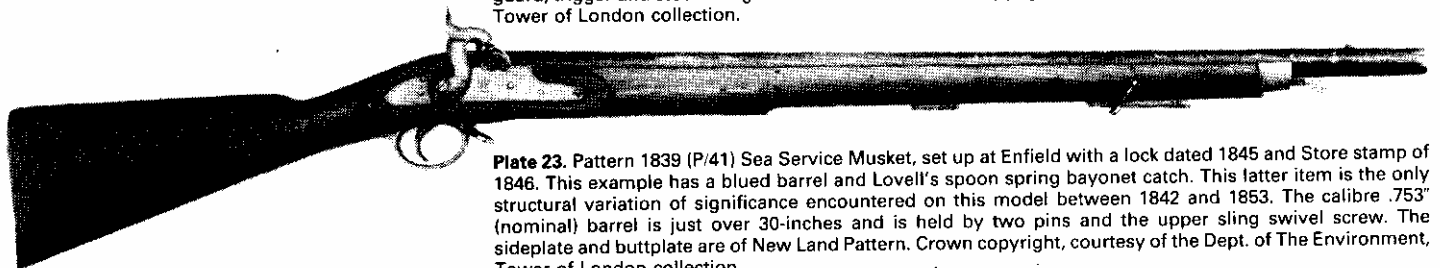 Tower of London collection.
Plate 23. Pattern 1839 (P/41) Sea Service Musket, set up at Enfield with a lock dated 1845 and Store stamp of
1846. This example has a blued barrel and Lovell's spoon spring bayonet catch. This latter item is the only
structural variation of significance encountered on this model between 1842 and 1853. The calibre .753"
(nominal) barrel is just over 30-inches and is held by two pins and the upper sling swivel screw. The
sideplate and buttplate are of New Land Pattern. Crown copyright, courtesy of the Dept. of The Environment,
Tower of London collection